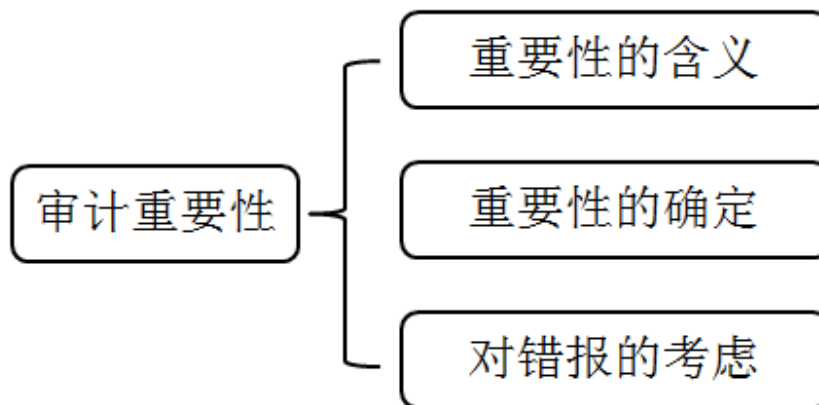 重要性的含义
审计重要性
重要性的确定
对错报的考虑